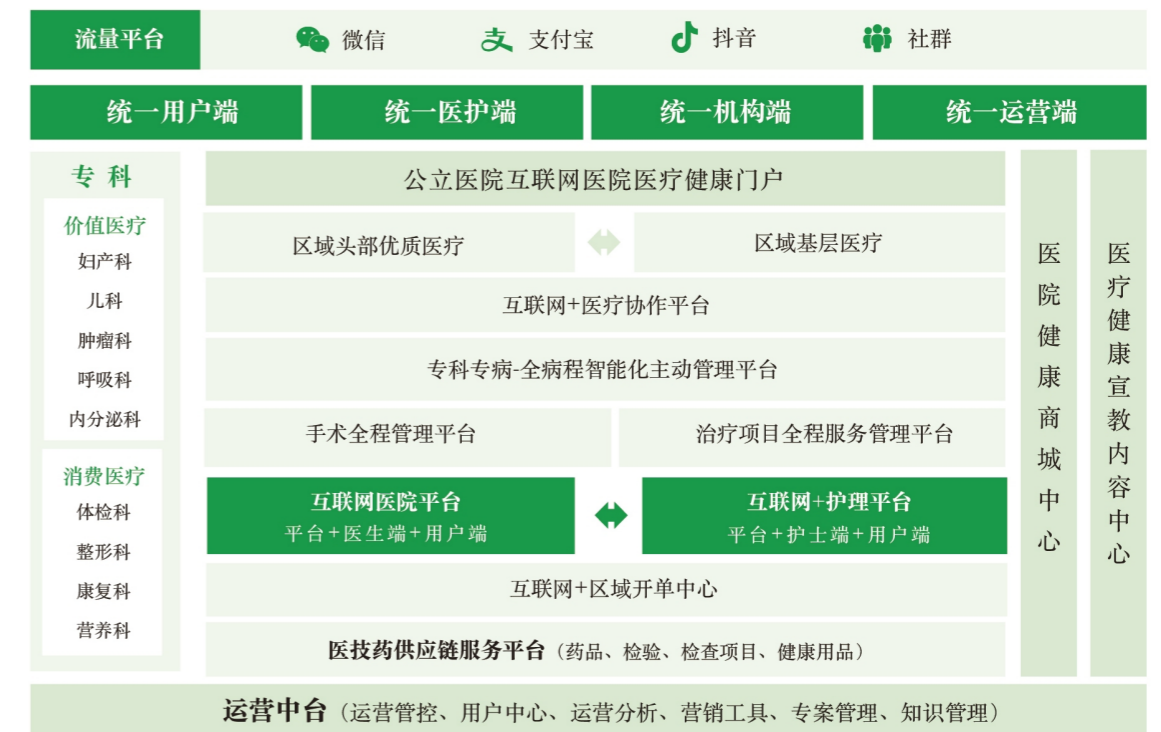 流量平台
微信
支付宝
抖音
社群
统一用户端
统一医护端
统一机构端
统一运营端
专科
价值医疗
妇产科
儿科
肿瘤科
呼吸科
内分泌科
消费医疗
体检科
整形科
康复科
营养科
公立医院互联网医院医疗健康门户
区域头部优质医疗
区域基层医疗
互联网+医疗协作平台
专科专病-全病程智能化主动管理平台
手术全程管理平台
治疗项目全程服务管理平台
互联网医院平台
平台+医生端+用户端
互联网+护理平台
平台+护士端+用户端
互联网+区域开单中心
医技药供应链服务平台（药品、检验、检查项目、健康用品）
医院健康商城中心
医疗健康宣教内容中心
运营中台（运营管控、用户中心、运营分析、营销工具、专案管理、知识管理）